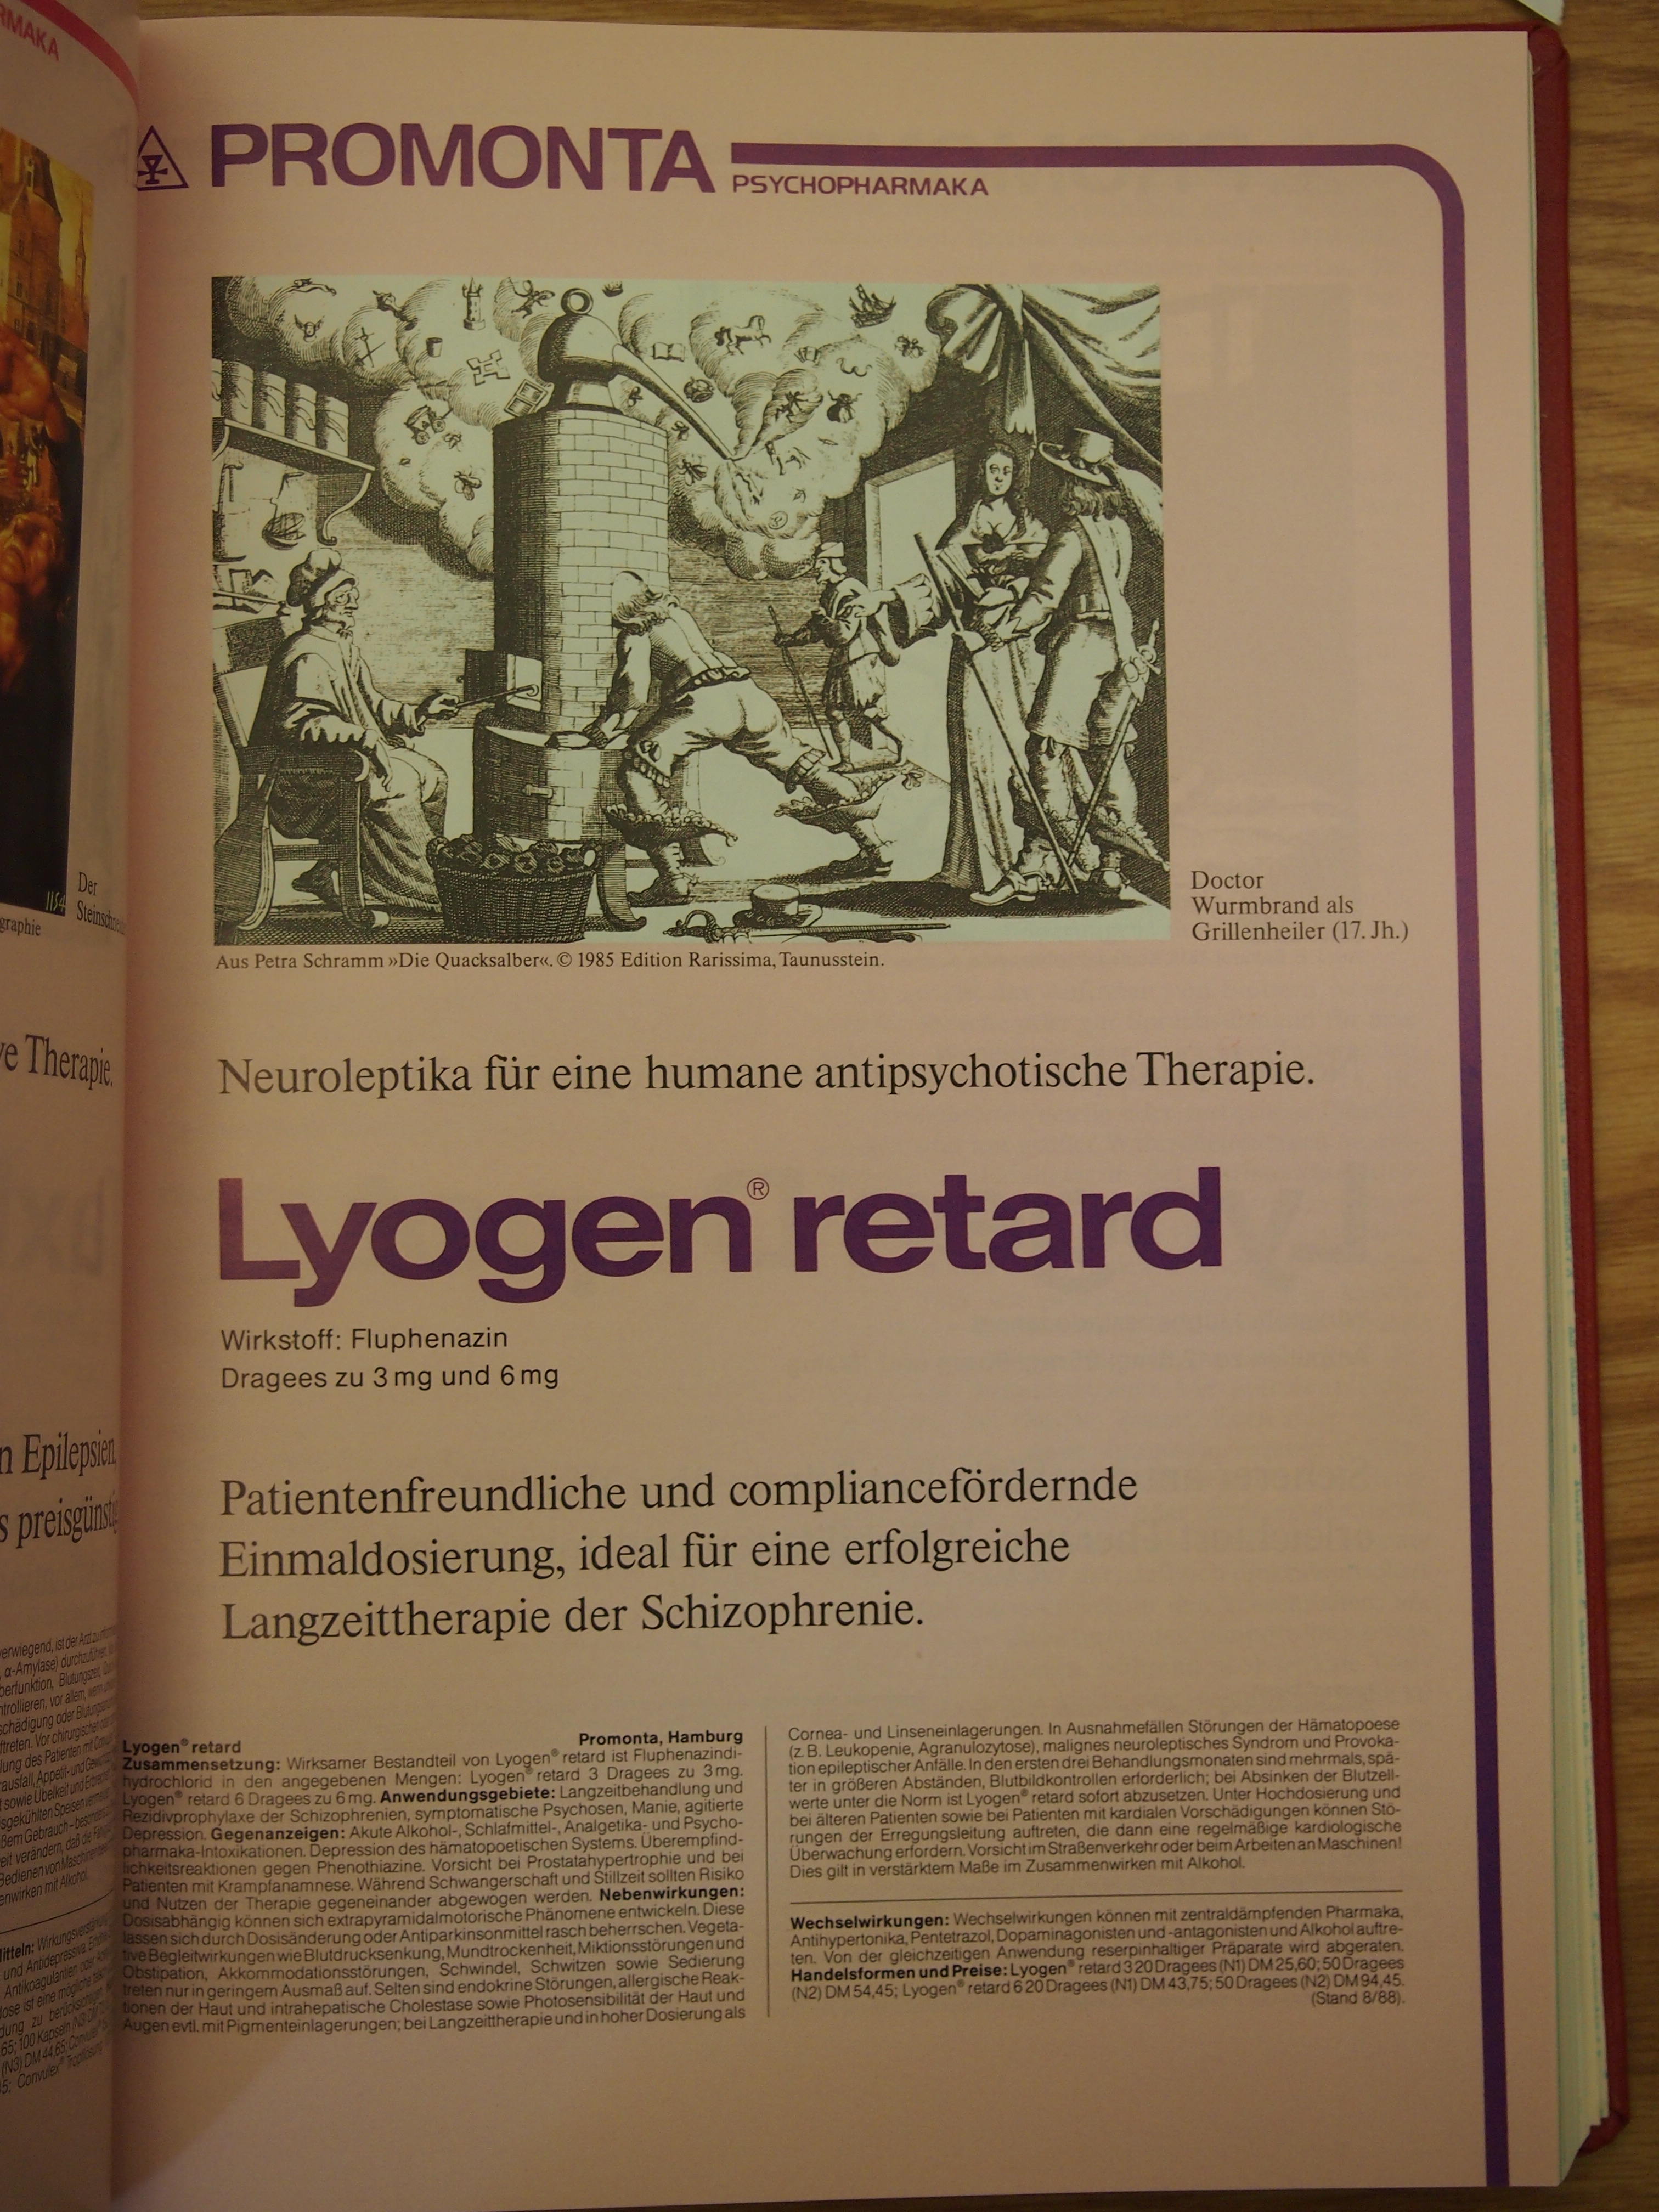 RMAKA
Der
Steinschne
graphie
ve Therapie.
n Epilepsien,
s preisgünsti
PROMONTA
PSYCHOPHARMAKA
Doctor
Wurmbrand als
Grillenheiler (17. Jh.)
Aus Petra Schramm »Die Quacksalber«. © 1985 Edition Rarissima, Taunusstein.
Neuroleptika für eine humane antipsychotische Therapie.
Lyogen® retard
Wirkstoff: Fluphenazin
Dragees zu 3 mg und 6 mg
Patientenfreundliche und compliancefördernde
Einmaldosierung, ideal für eine erfolgreiche
Langzeittherapie der Schizophrenie.
Lyogen® retard Promonta, Hamburg
Zusammensetzung: Wirksamer Bestandteil von Lyogen® retard ist Fluphenazindi-
hydrochlorid in den angegebenen Mengen: Lyogen® retard 3 Dragees zu 3 mg.
Lyogen® retard 6 Dragees zu 6 mg. Anwendungsgebiete: Langzeitbehandlung und
Rezidivprophylaxe der Schizophrenien, symptomatische Psychosen, Manie, agitierte
Depression. Gegenanzeigen: Akute Alkohol-, Schlafmittel-, Analgetika- und Psycho-
pharmaka-Intoxikationen. Depression des hämatopoetischen Systems. Überempfind-
lichkeitsreaktionen gegen Phenothiazine. Vorsicht bei Prostatahypertrophie und bei
Patienten mit Krampfanamnese. Während Schwangerschaft und Stillzeit sollten Risiko
und Nutzen der Therapie gegeneinander abgewogen werden. Nebenwirkungen:
Dosisabhängig können sich extrapyramidalmotorische Phänomene entwickeln. Diese
lassen sich durch Dosisänderung oder Antiparkinsonmittel rasch beherrschen. Vegeta-
tive Begleitwirkungen wie Blutdrucksenkung, Mundtrockenheit, Miktionsstörungen und
Obstipation, Akkommodationsstörungen, Schwindel, Schwitzen sowie Sedierung
treten nur in geringem Ausmaß auf. Selten sind endokrine Störungen, allergische Reak-
tionen der Haut und intrahepatische Cholestase sowie Photosensibilität der Haut und
Augen evtl. mit Pigmenteinlagerungen; bei Langzeittherapie und in hoher Dosierung als
Cornea- und Linseneinlagerungen. In Ausnahmefällen Störungen der Hämatopoese
(z. B. Leukopenie, Agranulozytose), malignes neuroleptisches Syndrom und Provoka-
tion epileptischer Anfälle. In den ersten drei Behandlungsmonaten sind mehrmals, spä-
ter in größeren Abständen, Blutbildkontrollen erforderlich; bei Absinken der Blutzell-
werte unter die Norm ist Lyogen® retard sofort abzusetzen. Unter Hochdosierung und
bei älteren Patienten sowie bei Patienten mit kardialen Vorschädigungen können Stö-
rungen der Erregungsleitung auftreten, die dann eine regelmäßige kardiologische
Überwachung erfordern. Vorsicht im Straßenverkehr oder beim Arbeiten an Maschinen!
Dies gilt in verstärktem Maße im Zusammenwirken mit Alkohol.
Wechselwirkungen: Wechselwirkungen können mit zentraldämpfenden Pharmaka,
Antihypertonika, Pentetrazol, Dopaminagonisten und -antagonisten und Alkohol auftre-
ten. Von der gleichzeitigen Anwendung reserpinhaltiger Präparate wird abgeraten.
Handelsformen und Preise: Lyogen® retard 3 20 Dragees (N1) DM 25,60; 50 Dragees
(N2) DM 54,45; Lyogen® retard 6 20 Dragees (N1) DM 43,75; 50 Dragees (N2) DM 94,45.
(Stand 8/88).